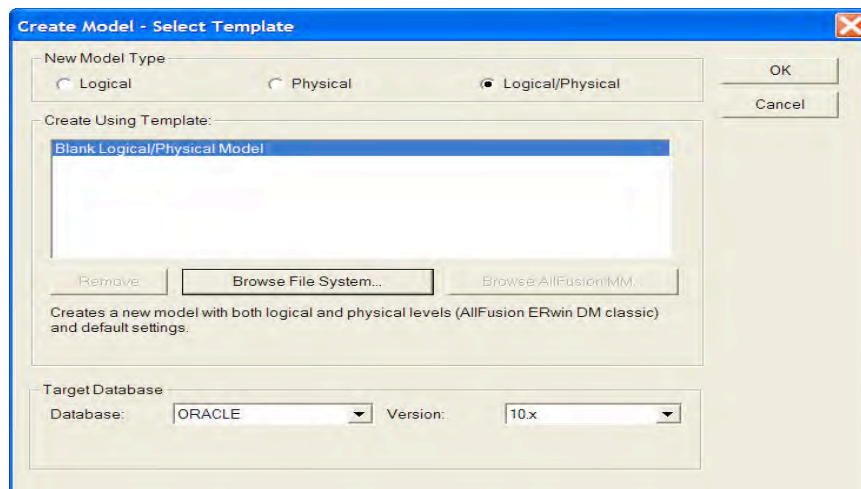 Create Model - Select Template
New Model Type
Logical
Physical
Logical/Physical
OK
Cancel
Create Using Template:
Blank Logical/Physical Model
Remove
Browse File System...
Browse AllFusion MM...
Creates a new model with both logical and physical levels (AllFusion ERwin DM classic)
and default settings.
Target Database
Database:
ORACLE
Version:
10.x